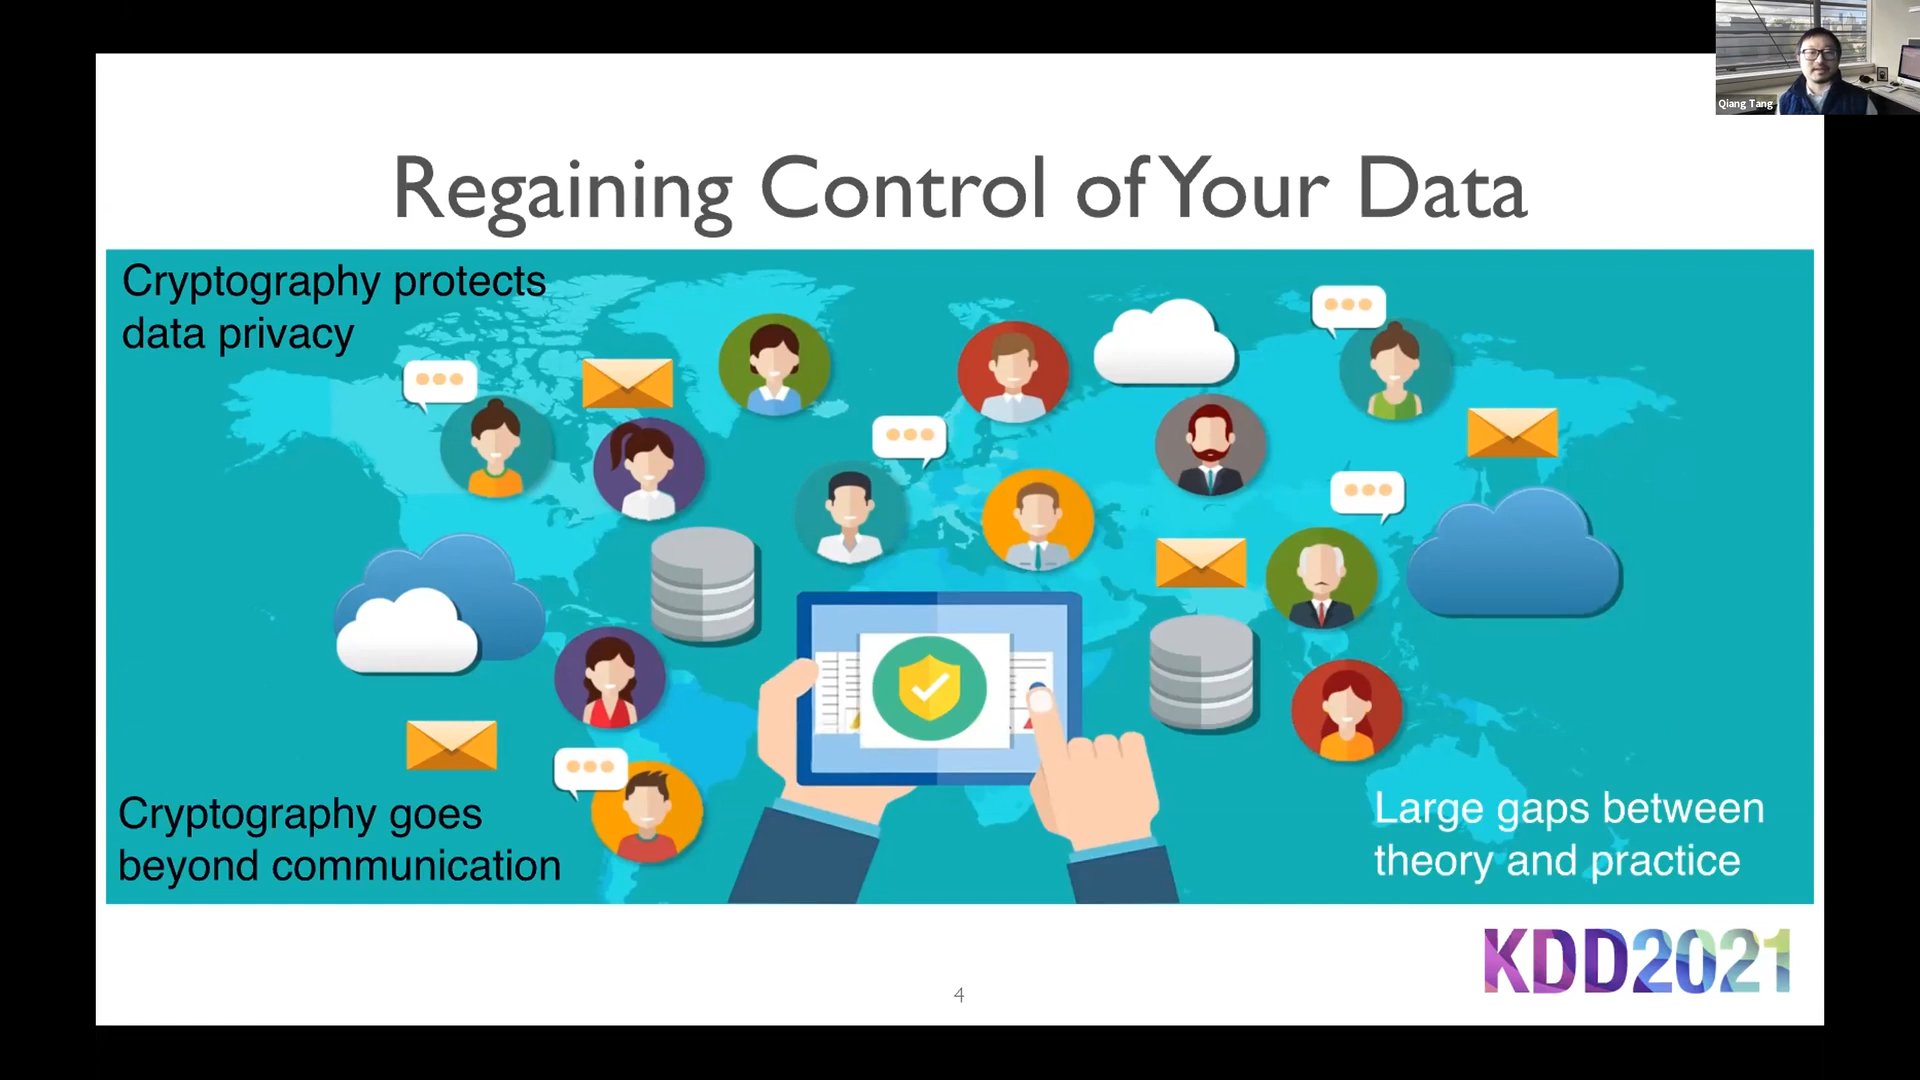 Qiang Tang
Regaining Control of Your Data
Cryptography protects
data privacy
Cryptography goes
beyond communication
Large gaps between
theory and practice
KDD2021
4